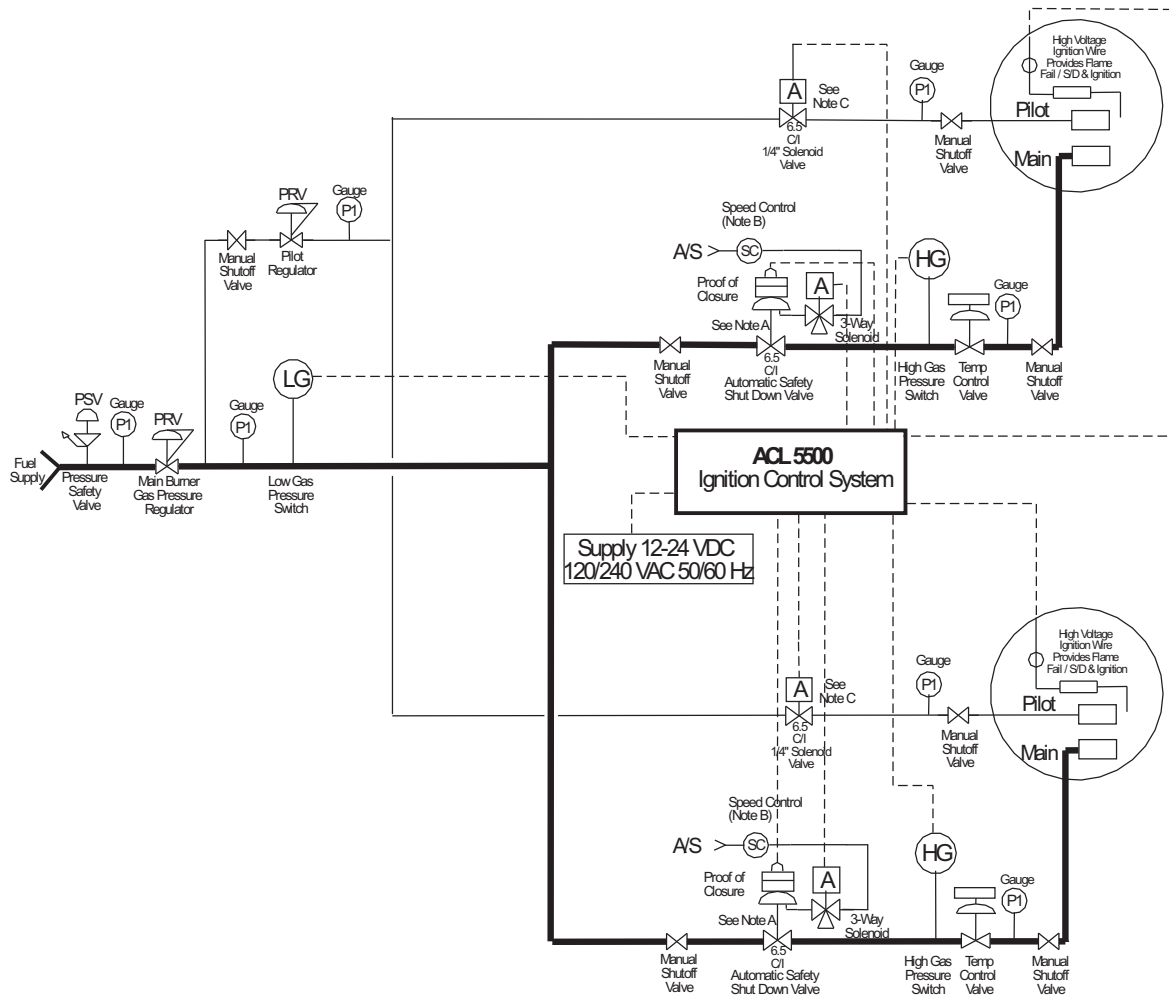 High Voltage
Ignition Wire
Provides Flame
Fail / S/D & Ignition
Pilot
Main
Gauge
P1
Manual
Shutoff
Valve
A
See
Note C
6.5
C/I
1/4" Solenoid
Valve
PRV
Gauge
P1
Manual
Shutoff
Valve
Pilot
Regulator
Speed Control
(Note B)
A/S
SC
Proof of
Closure
A
See Note A
3-Way
Solenoid
HG
Gauge
P1
Manual
Shutoff
Valve
6.5
C/I
Automatic Safety
Shut Down Valve
High Gas
Pressure
Switch
Temp
Control
Valve
Manual
Shutoff
Valve
LG
PSV
Gauge
P1
PRV
Gauge
P1
Fuel
Supply
Pressure
Safety
Valve
Main Burner
Gas Pressure
Regulator
Low Gas
Pressure
Switch
ACL 5500
Ignition Control System
Supply 12-24 VDC
120/240 VAC 50/60 Hz
High Voltage
Ignition Wire
Provides Flame
Fail / S/D & Ignition
Pilot
Main
Gauge
P1
Manual
Shutoff
Valve
A
See
Note C
6.5
C/I
1/4" Solenoid
Valve
Speed Control
(Note B)
A/S
SC
Proof of
Closure
A
See Note A
3-Way
Solenoid
HG
Gauge
P1
Manual
Shutoff
Valve
6.5
C/I
Automatic Safety
Shut Down Valve
High Gas
Pressure
Switch
Temp
Control
Valve
Manual
Shutoff
Valve